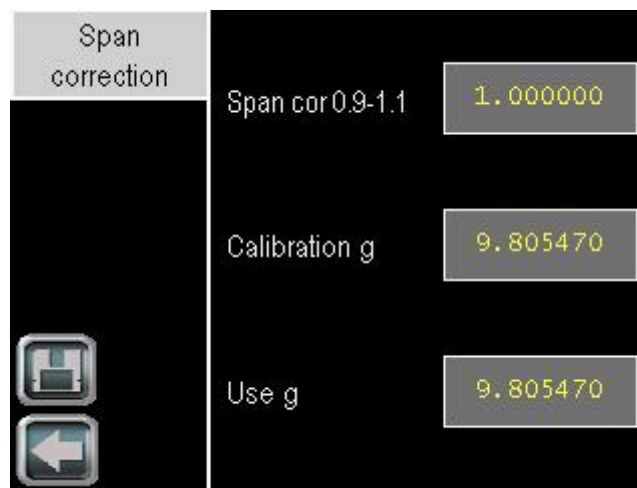 Span
correction
Span cor 0.9-1.1
1.000000
Calibration g
9.805470
Use g
9.805470